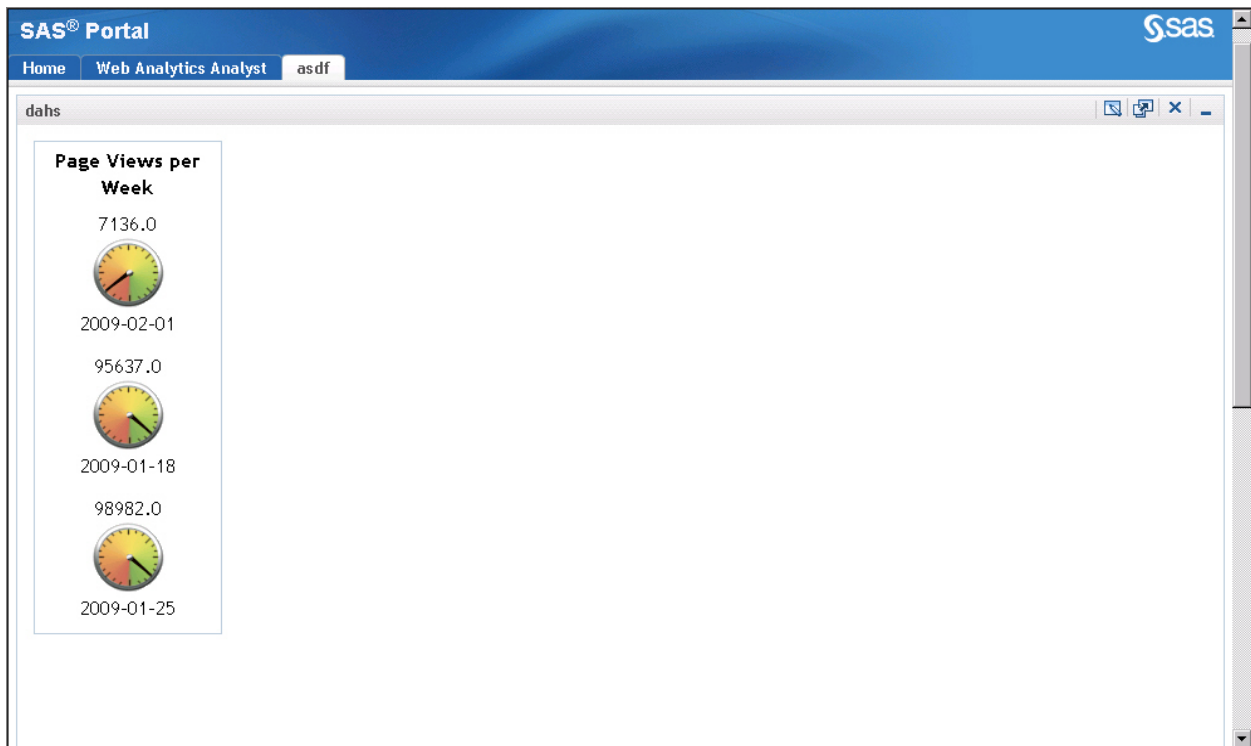 SAS® Portal
sas
Home Web Analytics Analyst asdf
dahs
Page Views per
Week
7136.0
2009-02-01
95637.0
2009-01-18
98982.0
2009-01-25